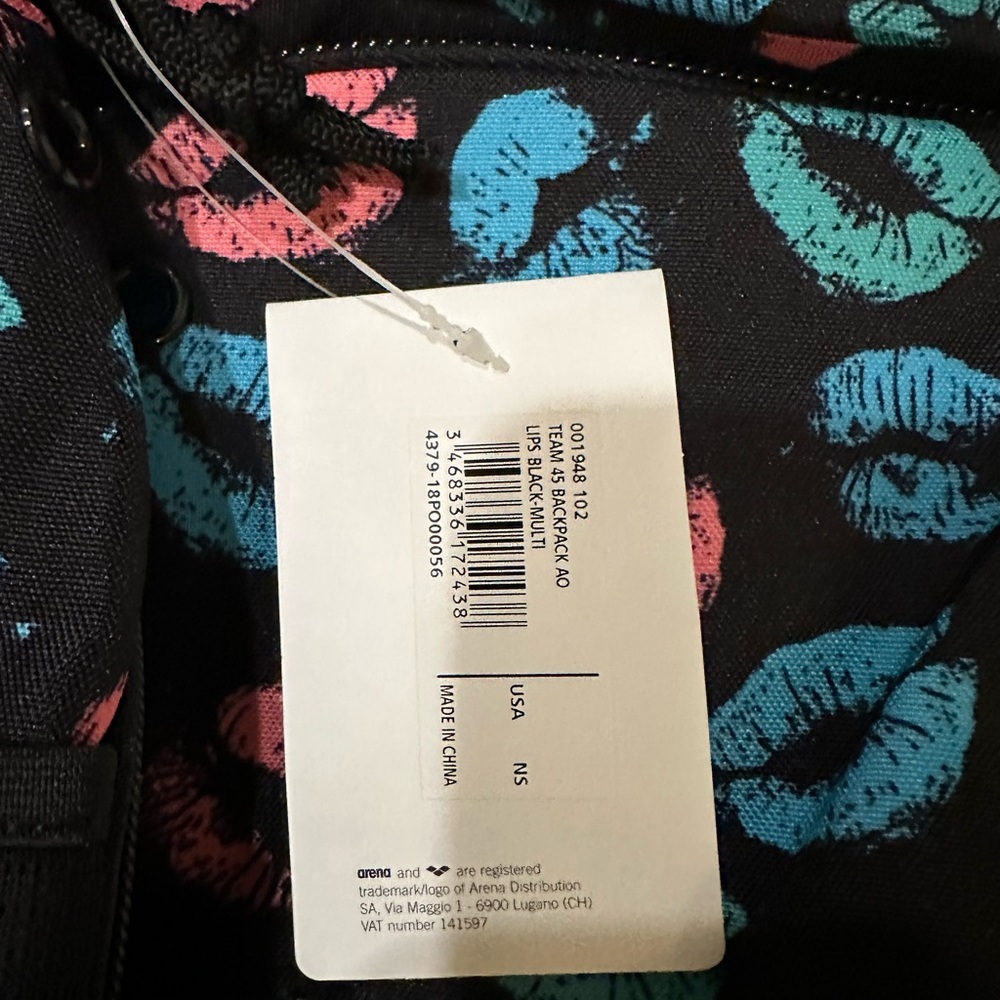 001948 102
TEAM 45 BACKPACK AO
LIPS BLACK-MULTI
3 468336 172438
4379-18PO00056
USA NS
MADE IN CHINA
arena and are registered
trademark/logo of Arena Distribution
SA, Via Maggio 1 - 6900 Lugano (CH)
VAT number 141597